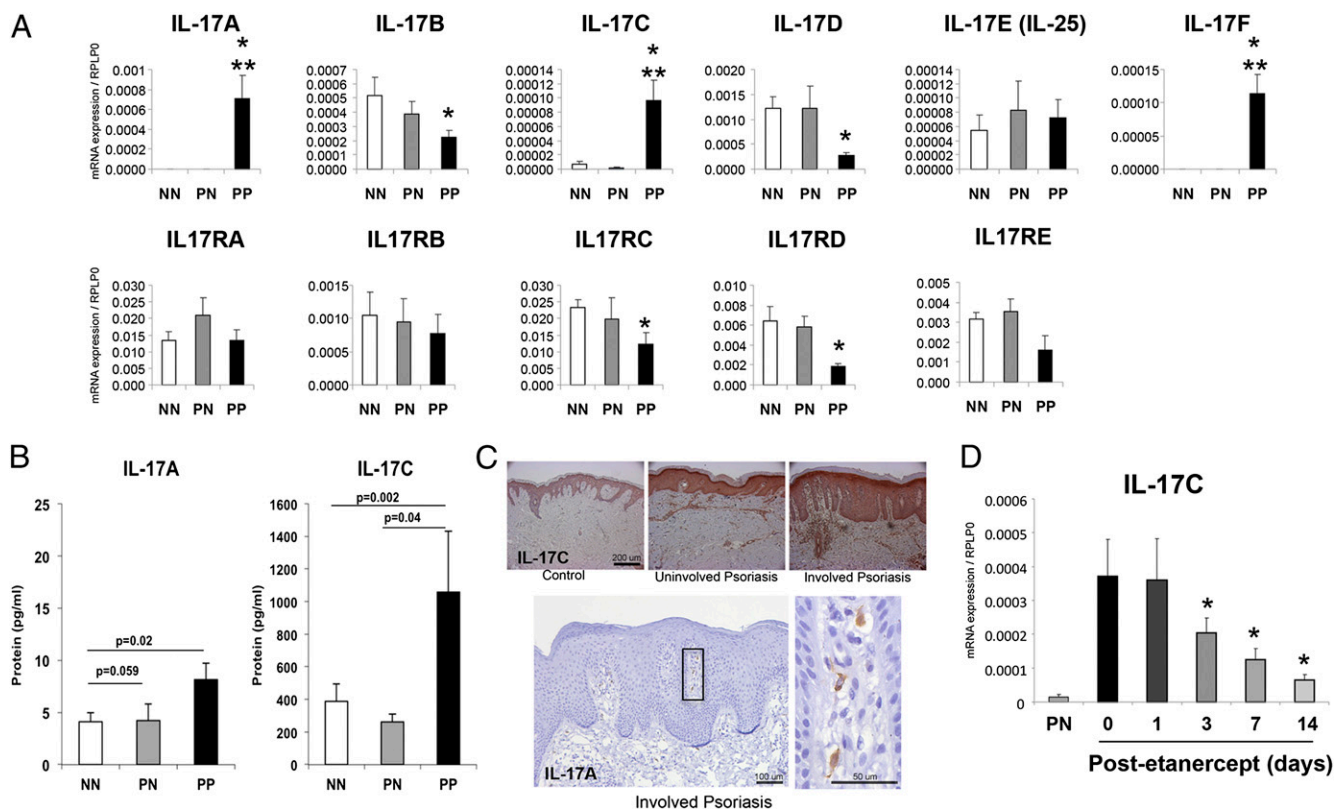 A
IL-17A IL-17B IL-17C IL-17D IL-17E (IL-25) IL-17F
mRNA expression / RPLP0
0.001 0.0008 0.0006 0.0004 0.0002 0.0000
0.0007 0.0006 0.0005 0.0004 0.0003 0.0002 0.0001 0.0000
0.00014 0.00012 0.00010 0.00008 0.00006 0.00004 0.00002 0.00000
0.0020 0.0015 0.0010 0.0005 0.0000
0.00014 0.00012 0.00010 0.00008 0.00006 0.00004 0.00002 0.00000
0.00015 0.00010 0.00005 0.00000
* ** * * ** * * **
NN PN PP NN PN PP NN PN PP NN PN PP NN PN PP NN PN PP
IL17RA IL17RB IL17RC IL17RD IL17RE
mRNA expression / RPLP0
0.030 0.025 0.020 0.015 0.010 0.005 0.000
0.0015 0.0010 0.0005 0.0000
0.030 0.025 0.020 0.015 0.010 0.005 0.000
0.010 0.008 0.006 0.004 0.002 0.000
0.005 0.004 0.003 0.002 0.001 0.000
* *
NN PN PP NN PN PP NN PN PP NN PN PP NN PN PP
B
IL-17A
Protein (pg/ml)
25
20
15
10
5
0
p=0.02
p=0.059
NN PN PP
IL-17C
Protein (pg/ml)
1600
1400
1200
1000
800
600
400
200
0
p=0.002
p=0.04
NN PN PP
C
IL-17C
200 um
Control Uninvolved Psoriasis Involved Psoriasis
IL-17A
100 um
50 um
Involved Psoriasis
D
IL-17C
mRNA expression / RPLP0
0.0006
0.0005
0.0004
0.0003
0.0002
0.0001
0
* * *
PN 0 1 3 7 14
Post-etanercept (days)